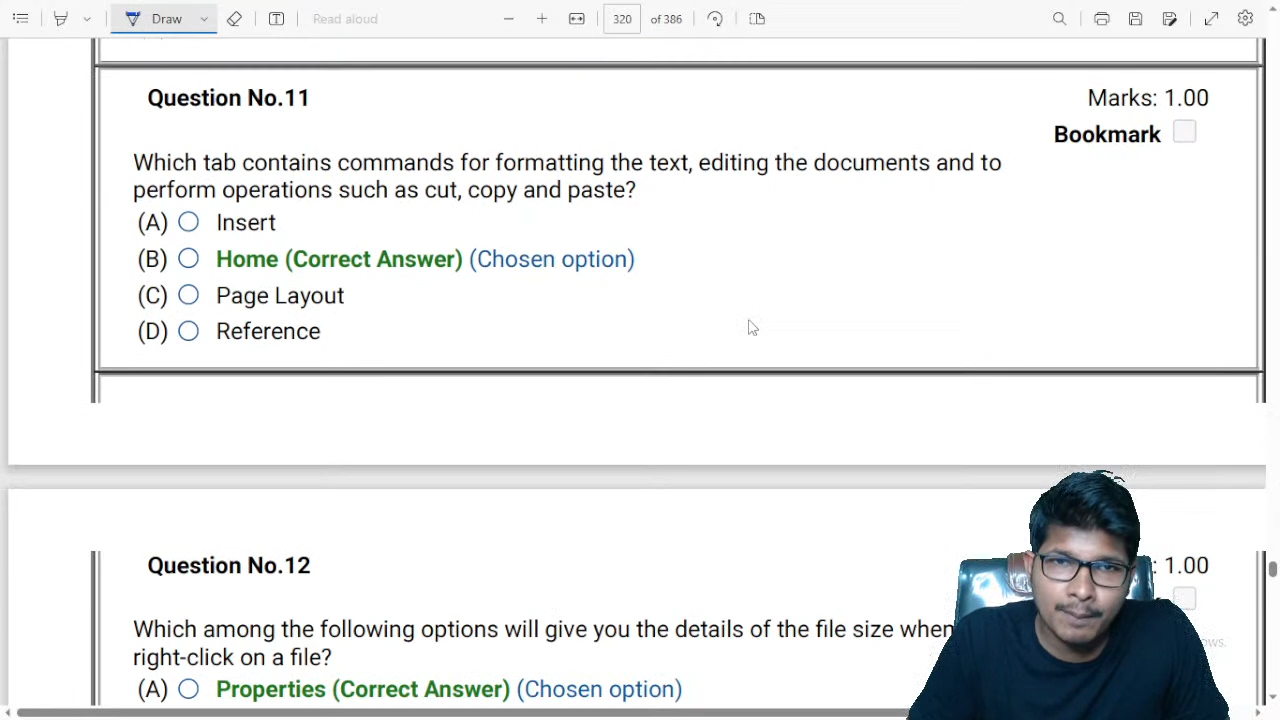 Draw
Read aloud
320 of 386
Question No.11
Marks: 1.00
Bookmark
Which tab contains commands for formatting the text, editing the documents and to
perform operations such as cut, copy and paste?
(A) Insert
(B) Home (Correct Answer) (Chosen option)
(C) Page Layout
(D) Reference
Question No.12
: 1.00
Which among the following options will give you the details of the file size when
right-click on a file?
(A) Properties (Correct Answer) (Chosen option)